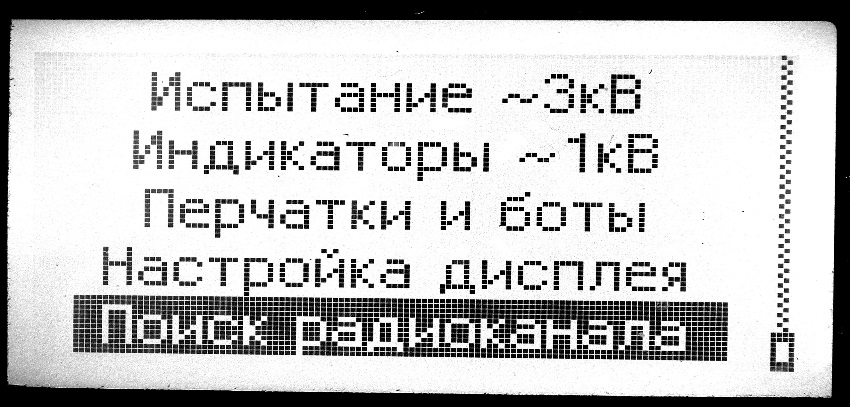 Испытание ~3кВ
Индикаторы ~1кВ
Перчатки и боты
Настройка дисплея
Поиск радиоканала